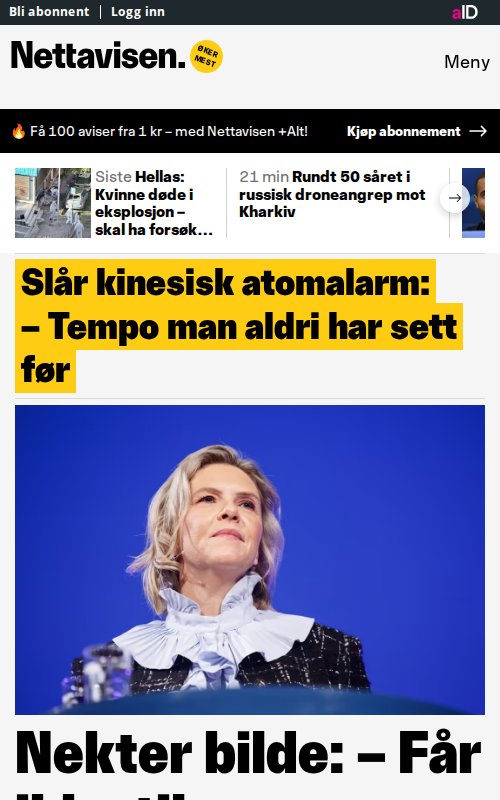 Bli abonnent Logg inn aID
Nettavisen. ØKER MEST
Meny
🔥 Få 100 aviser fra 1 kr – med Nettavisen +Alt! Kjøp abonnement →
Siste Hellas:
Kvinne døde i
eksplosjon –
skal ha forsøk...
21 min Rundt 50 såret i
russisk droneangrep mot
Kharkiv
Slår kinesisk atomalarm:
– Tempo man aldri har sett
før
Nekter bilde: – Får